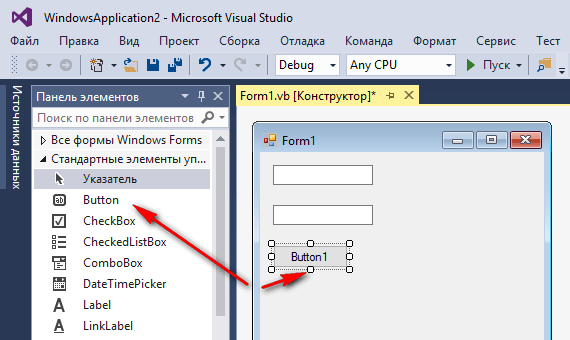 WindowsApplication2 - Microsoft Visual Studio
Файл Правка Вид Проект Сборка Отладка Команда Формат Сервис Тест
Debug Any CPU Пуск
Источники данных
Панель элементов
Form1.vb [Конструктор]*
Поиск по панели элементов
Все формы Windows Forms
Стандартные элементы уп...
Указатель
Button
CheckBox
CheckedListBox
ComboBox
DateTimePicker
Label
LinkLabel
Form1
Button1